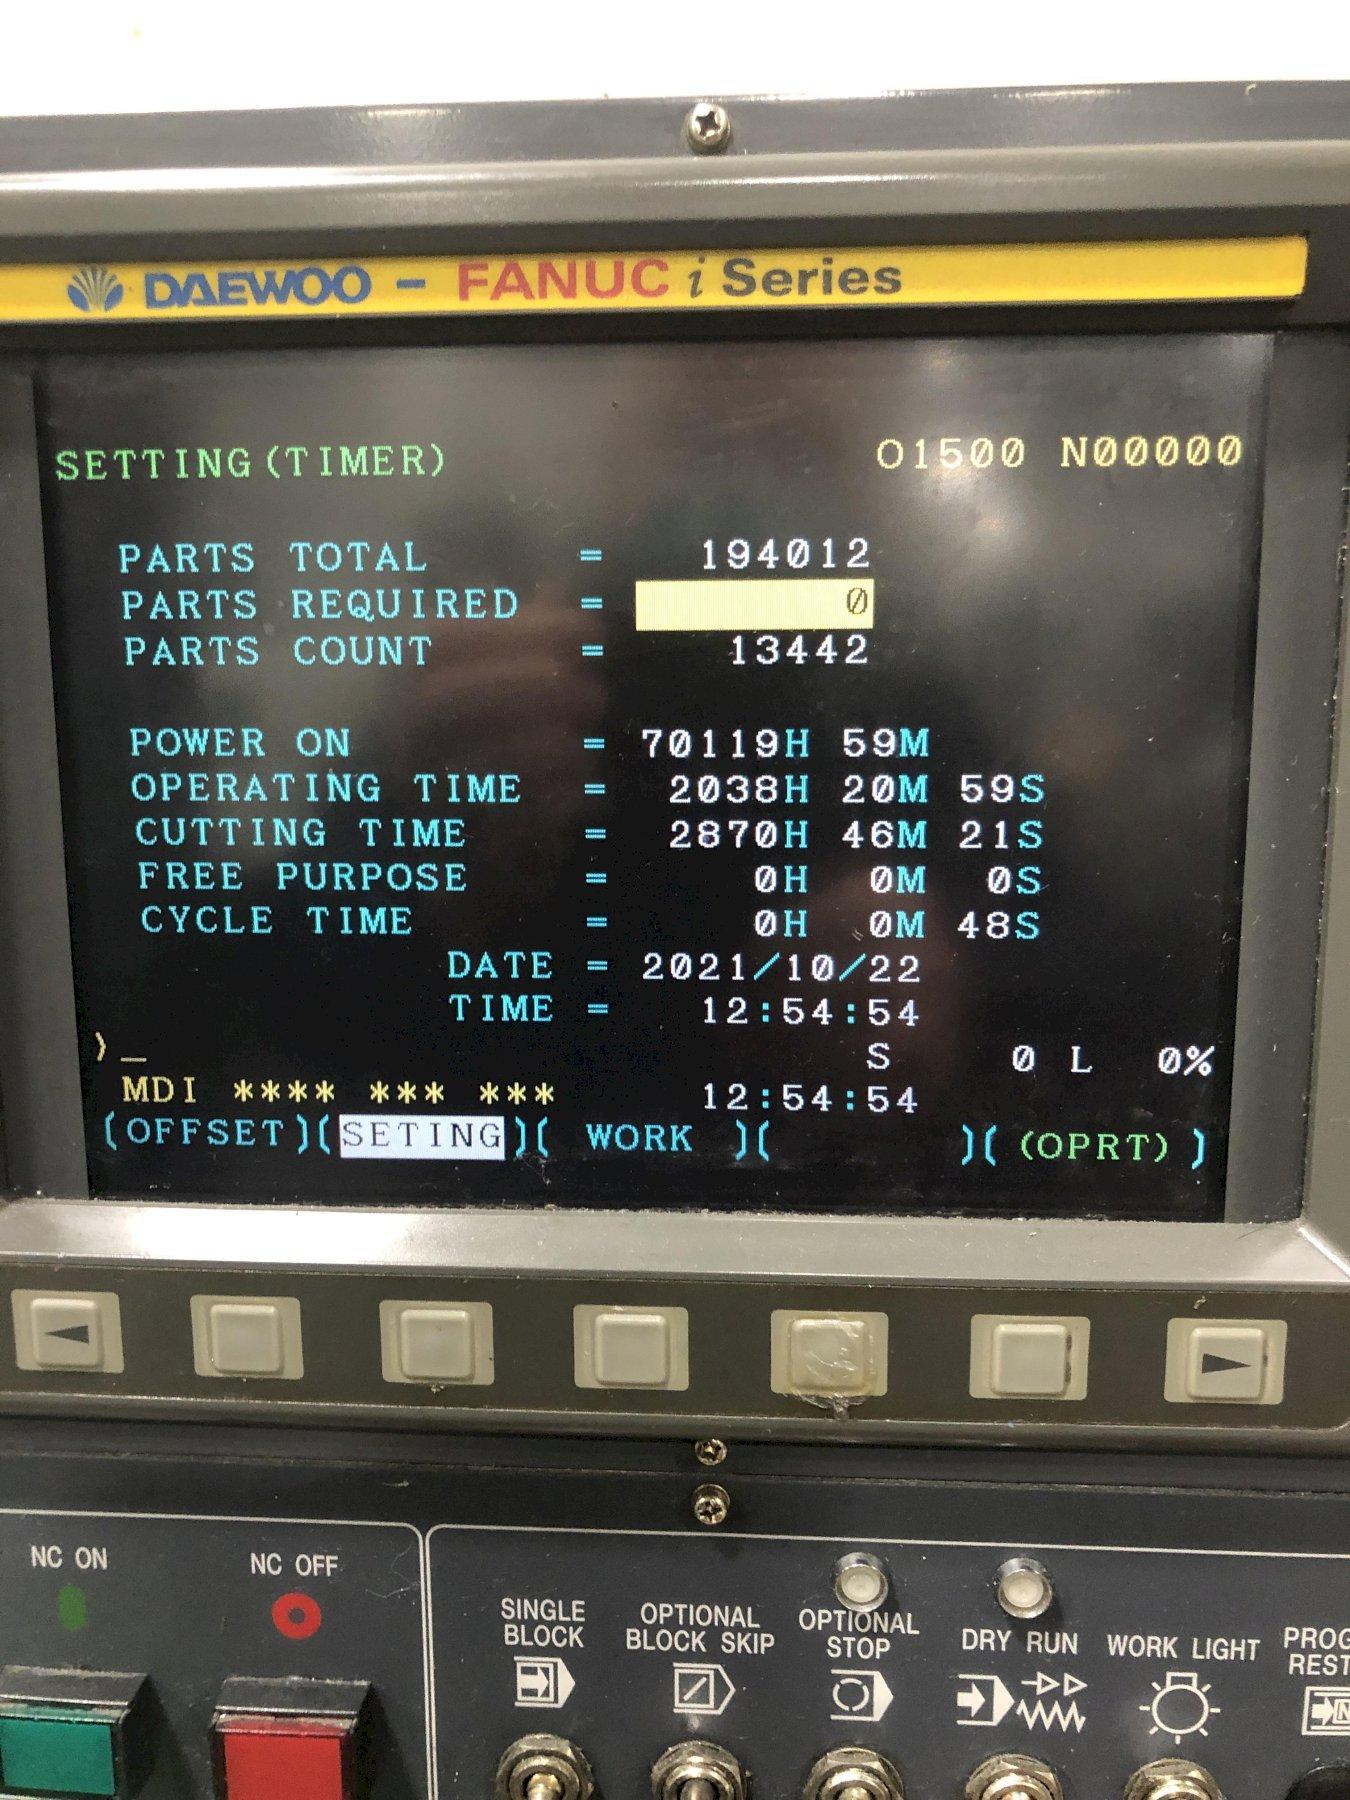 DAEWOO - FANUC i Series
SETTING(TIMER) O1500 N00000
PARTS TOTAL = 194012
PARTS REQUIRED = 0
PARTS COUNT = 13442
POWER ON = 70119H 59M
OPERATING TIME = 2038H 20M 59S
CUTTING TIME = 2870H 46M 21S
FREE PURPOSE = 0H 0M 0S
CYCLE TIME = 0H 0M 48S
DATE = 2021/10/22
TIME = 12:54:54
>_ S 0 L 0%
MDI **** *** *** 12:54:54
(OFFSET)(SETING)( WORK )( )( (OPRT) )
NC ON
NC OFF
SINGLE
BLOCK
OPTIONAL
BLOCK SKIP
OPTIONAL
STOP
DRY RUN
WORK LIGHT
PROG
REST